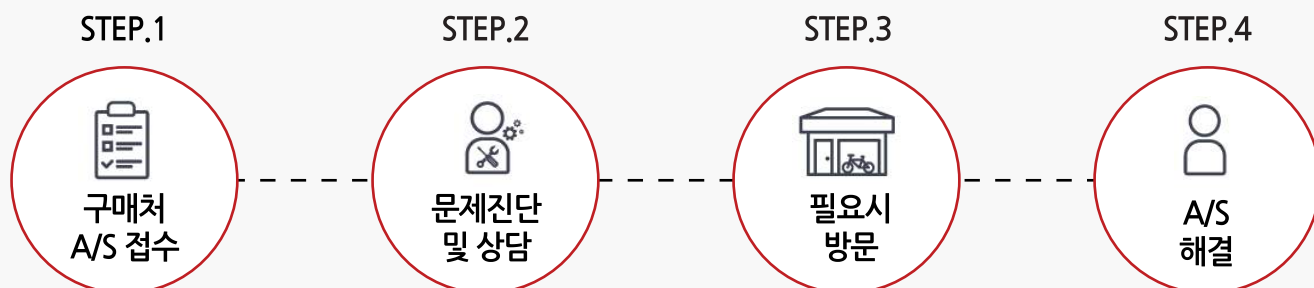 STEP.1
구매처
A/S 접수
STEP.2
문제진단
및 상담
STEP.3
필요시
방문
STEP.4
A/S
해결